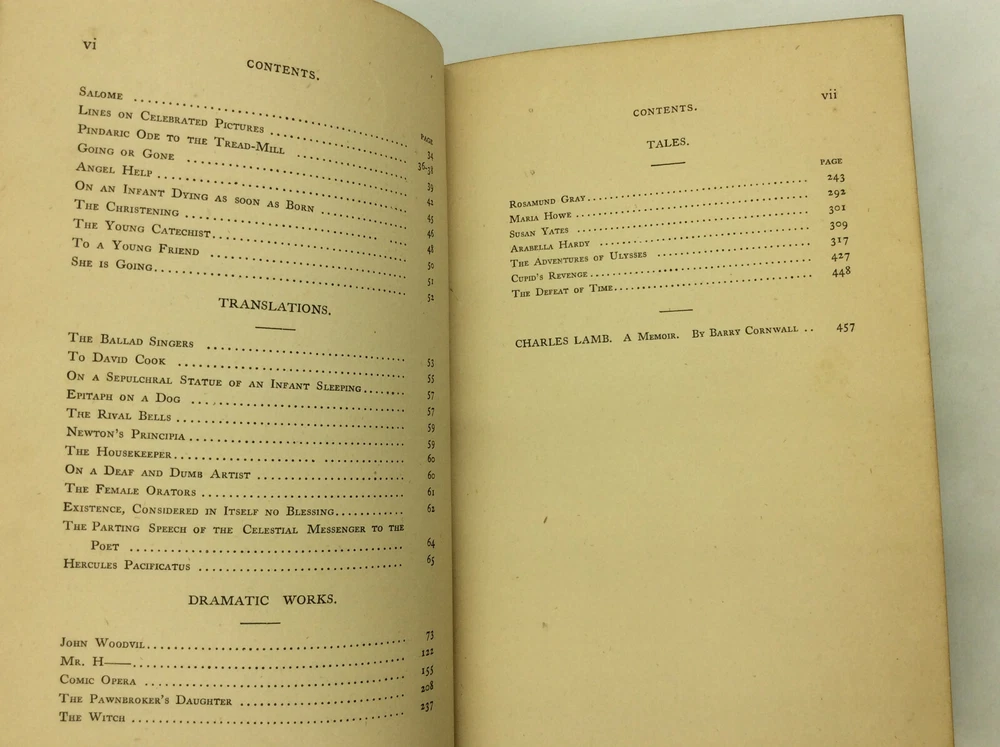 vi
CONTENTS.
PAGE
Salome .......... 34
Lines on Celebrated Pictures .......... 36-38
Pindaric Ode to the Tread-Mill .......... 39
Going or Gone .......... 42
Angel Help .......... 45
On an Infant Dying as soon as Born .......... 46
The Christening .......... 48
The Young Catechist .......... 50
To a Young Friend .......... 51
She is Going .......... 52
TRANSLATIONS.
The Ballad Singers .......... 53
To David Cook .......... 55
On a Sepulchral Statue of an Infant Sleeping .......... 57
Epitaph on a Dog .......... 57
The Rival Bells .......... 59
Newton's Principia .......... 59
The Housekeeper .......... 60
On a Deaf and Dumb Artist .......... 60
The Female Orators .......... 61
Existence, Considered in Itself no Blessing .......... 62
The Parting Speech of the Celestial Messenger to the
Poet .......... 64
Hercules Pacificatus .......... 65
DRAMATIC WORKS.
John Woodvil .......... 73
Mr. H—— .......... 122
Comic Opera .......... 155
The Pawnbroker's Daughter .......... 208
The Witch .......... 237
vii
CONTENTS.
TALES.
PAGE
Rosamund Gray .......... 243
Maria Howe .......... 292
Susan Yates .......... 301
Arabella Hardy .......... 309
The Adventures of Ulysses .......... 317
Cupid's Revenge .......... 427
The Defeat of Time .......... 448
CHARLES LAMB. A Memoir. By Barry Cornwall .. 457